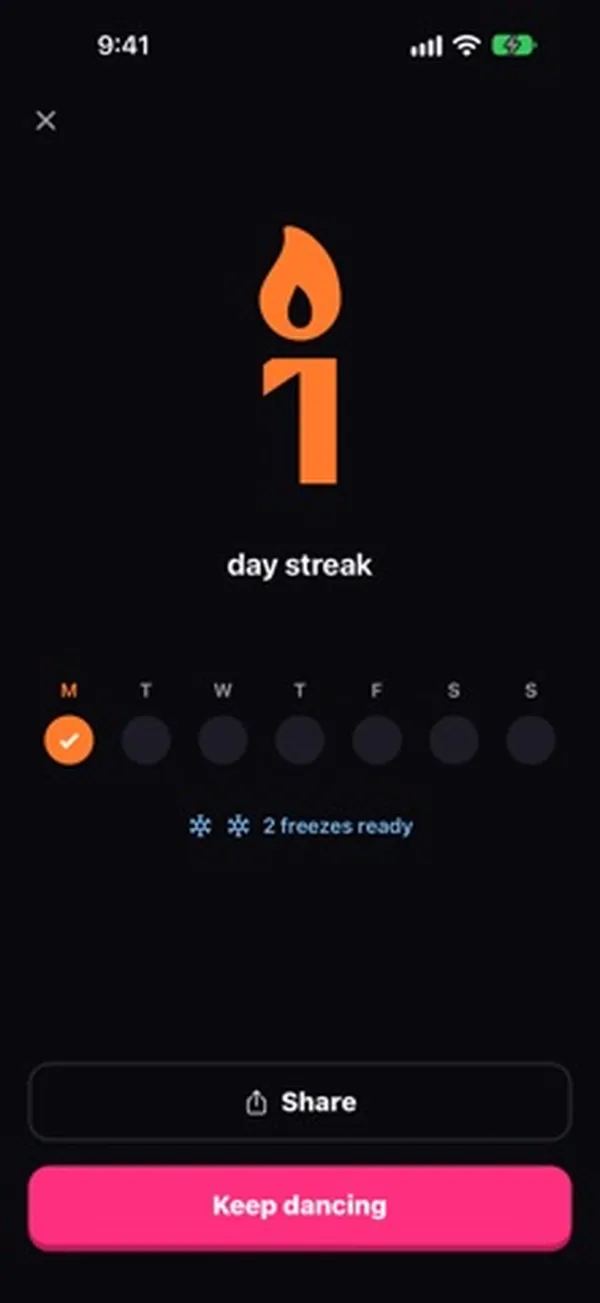 9:41
1
day streak
M T W T F S S
2 freezes ready
Share
Keep dancing